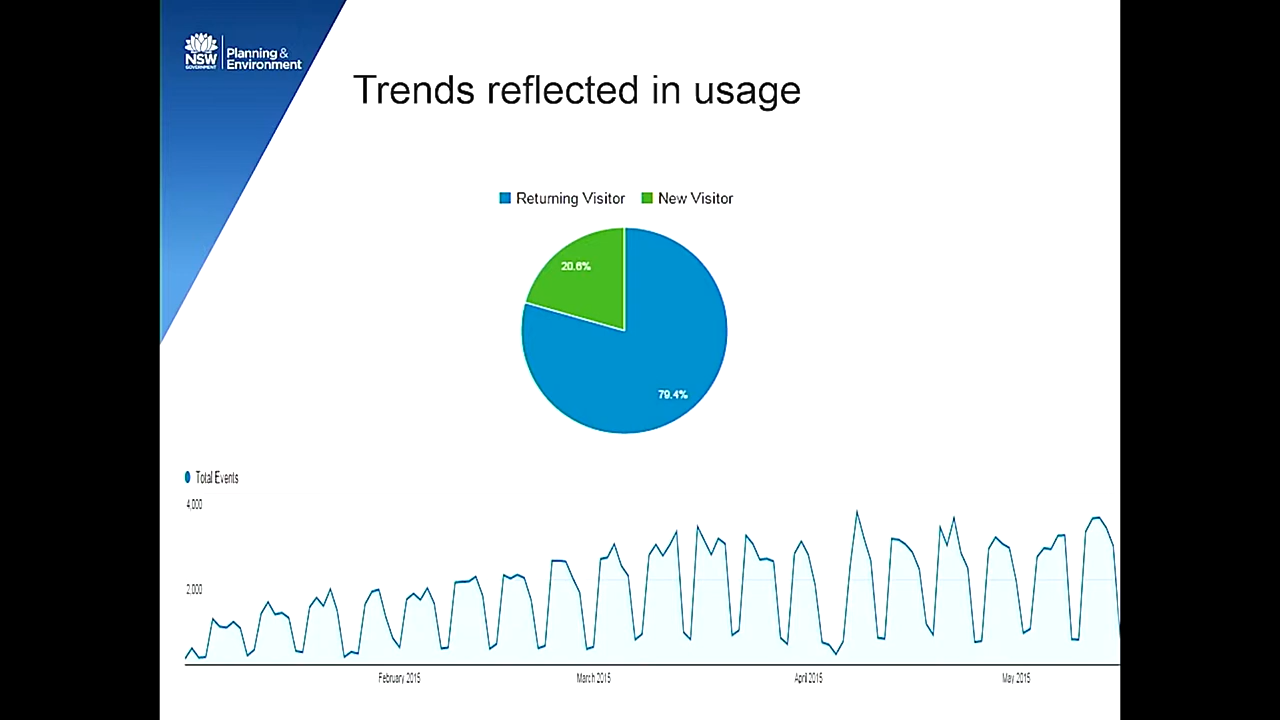 NSW
GOVERNMENT
Planning &
Environment
Trends reflected in usage
Returning Visitor New Visitor
20.6%
79.4%
Total Events
4,000
2,000
February 2015 March 2015 April 2015 May 2015